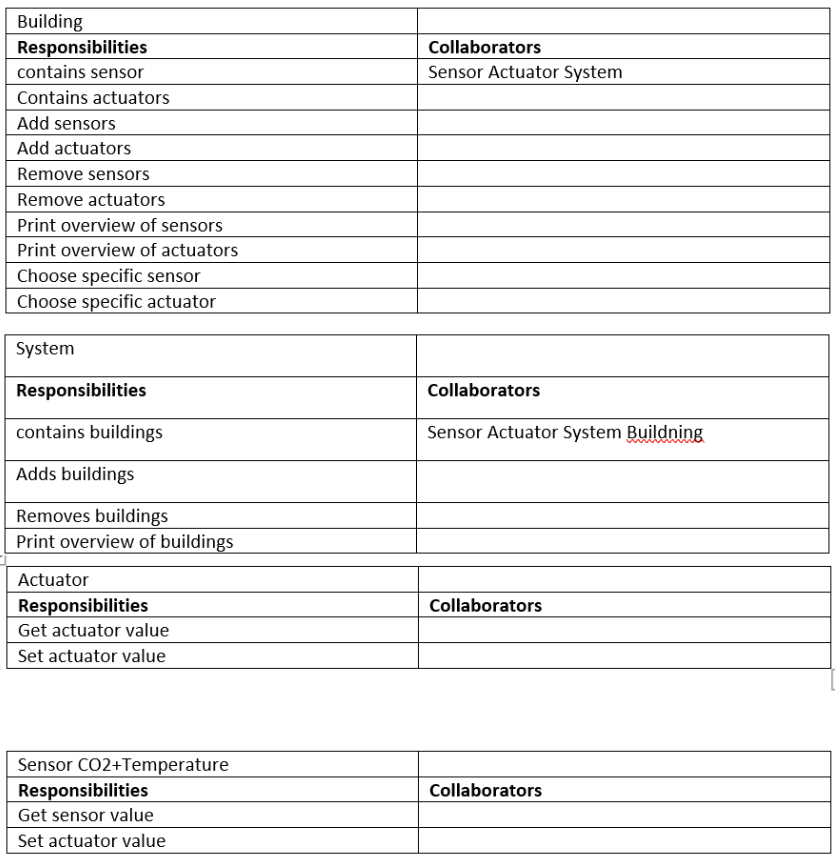 Building
Responsibilities Collaborators
contains sensor Sensor Actuator System
Contains actuators
Add sensors
Add actuators
Remove sensors
Remove actuators
Print overview of sensors
Print overview of actuators
Choose specific sensor
Choose specific actuator
System
Responsibilities Collaborators
contains buildings Sensor Actuator System Buildning
Adds buildings
Removes buildings
Print overview of buildings
Actuator
Responsibilities Collaborators
Get actuator value
Set actuator value
Sensor CO2+Temperature
Responsibilities Collaborators
Get sensor value
Set actuator value